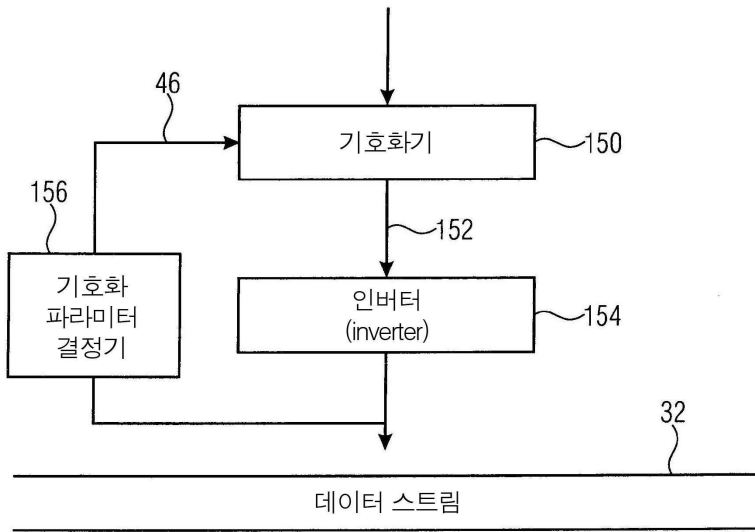 46
기호화기
150
156
152
기호화
파라미터
결정기
인버터
(inverter)
154
32
데이터 스트림